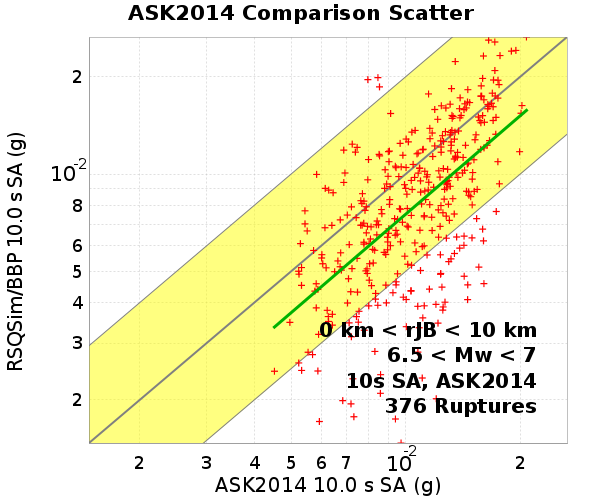 ASK2014 Comparison Scatter
RSQSim/BBP 10.0 s SA (g)
2
10-2
8
6
5
4
3
2
0 km < rJB < 10 km
6.5 < Mw < 7
10s SA, ASK2014
376 Ruptures
2 3 4 5 6 7 10-2 2
ASK2014 10.0 s SA (g)